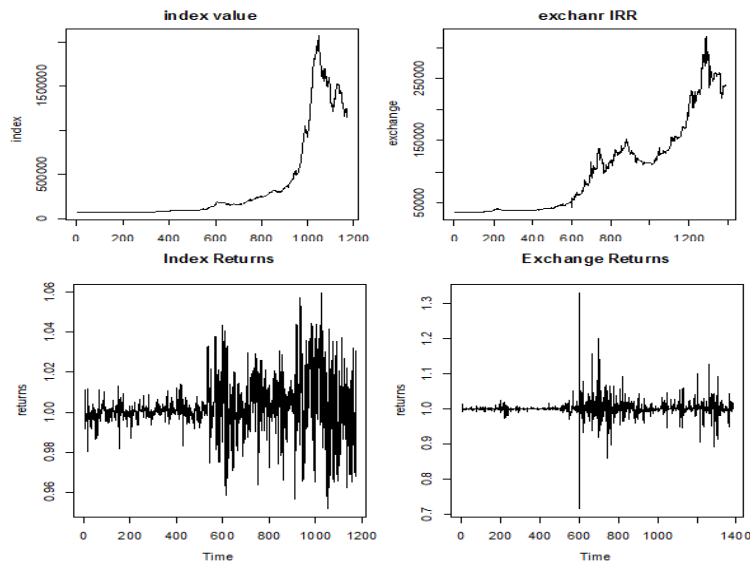 index value
index
0
500000
1500000
0 200 400 600 800 1000 1200
exchanr IRR
exchange
50000
150000
250000
0 200 400 600 800 1200
Index Returns
returns
0.96
0.98
1.00
1.02
1.04
1.06
0 200 400 600 800 1000 1200
Time
Exchange Returns
returns
0.7
0.8
0.9
1.0
1.1
1.2
1.3
0 200 400 600 800 1000 1400
Time